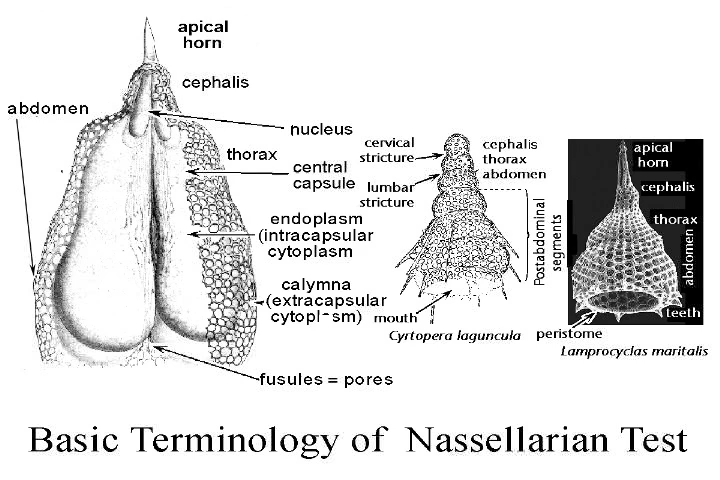 apical
horn
cephalis
abdomen
nucleus
thorax
central
capsule
endoplasm
(intracapsular
cytoplasm
calymna
(extracapsular
cytoplasm)
fusules = pores
cervical
stricture
lumbar
stricture
cephalis
thorax
abdomen
Postabdominal
segments
mouth
Cyrtopera laguncula
apical
horn
cephalis
thorax
abdomen
teeth
peristome
Lamprocyclas maritalis
Basic Terminology of Nassellarian Test